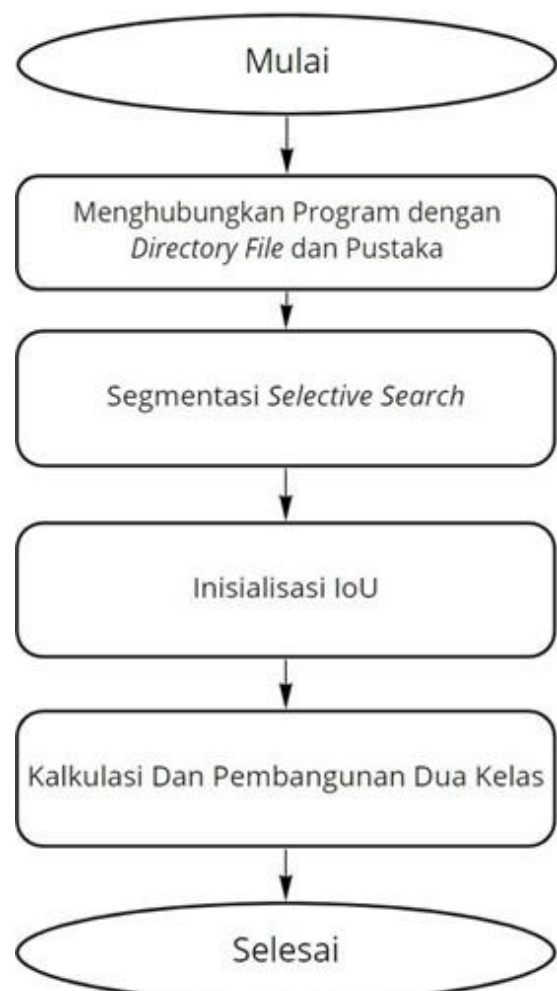 Mulai
Menghubungkan Program dengan
Directory File dan Pustaka
Segmentasi Selective Search
Inisialisasi IoU
Kalkulasi Dan Pembangunan Dua Kelas
Selesai